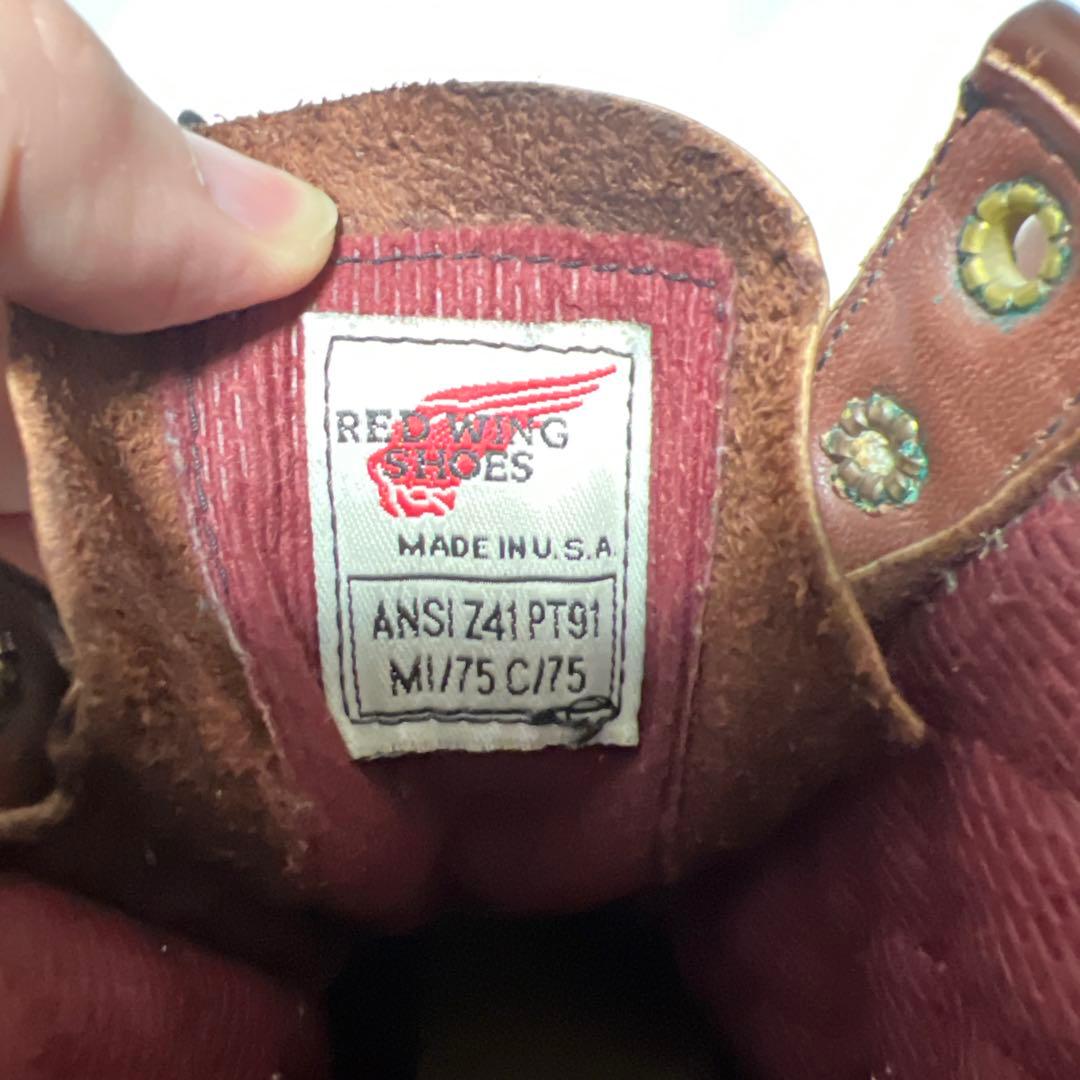 RED WING
SHOES
MADE IN U.S.A
ANSI Z41 PT91
MI/75 C/75